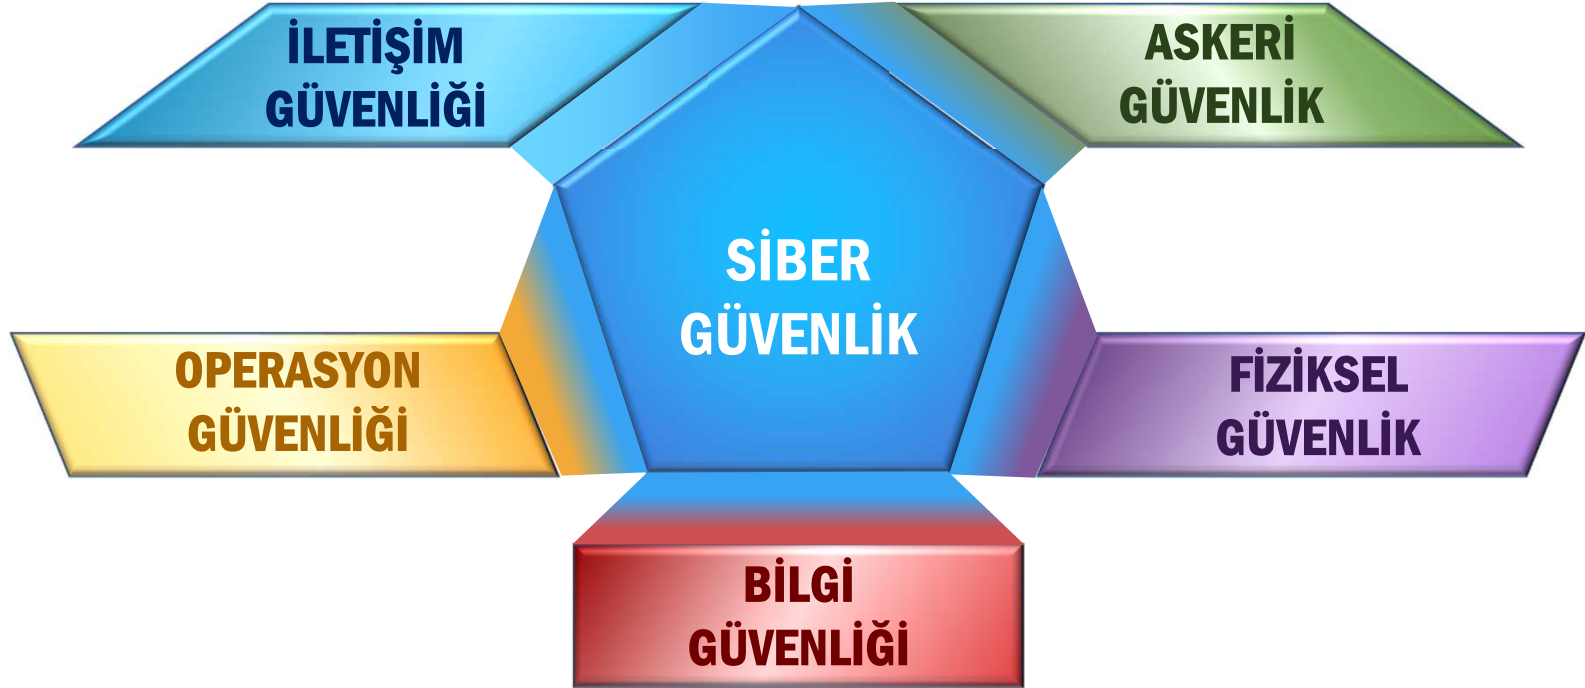 İLETİŞİM
GÜVENLİĞİ
ASKERİ
GÜVENLİK
SİBER
GÜVENLİK
OPERASYON
GÜVENLİĞİ
FİZİKSEL
GÜVENLİK
BİLGİ
GÜVENLİĞİ